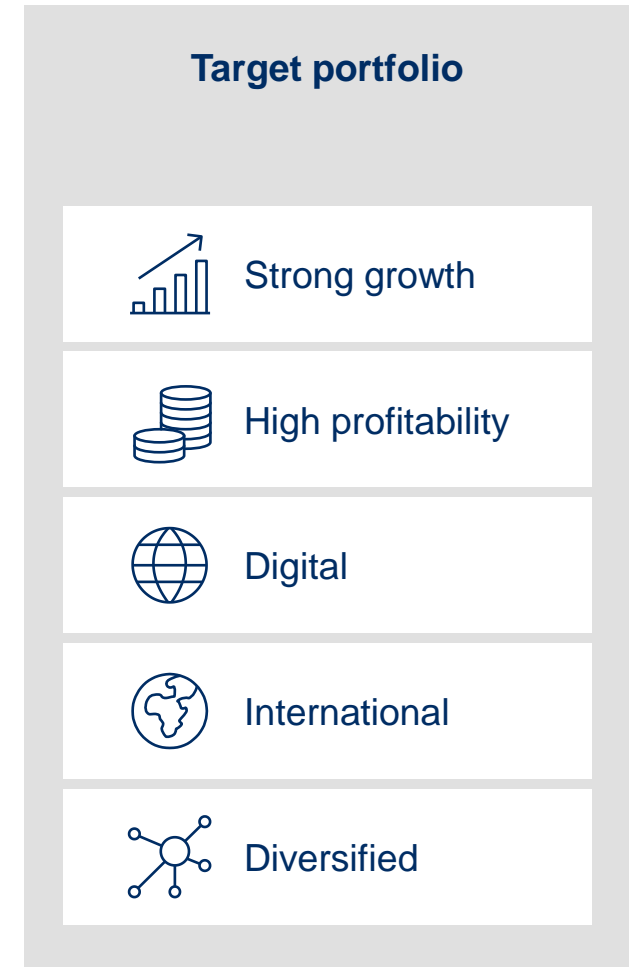 Target portfolio
Strong growth
High profitability
Digital
International
Diversified